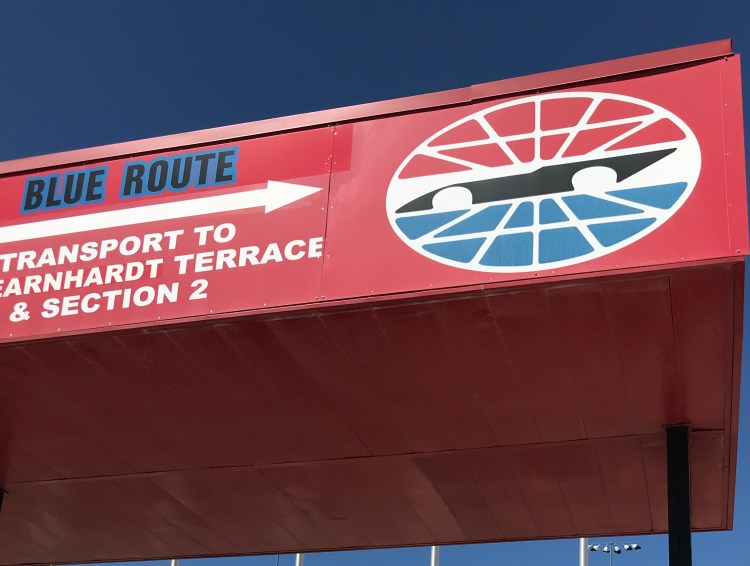 BLUE ROUTE
TRANSPORT TO
EARNHARDT TERRACE
& SECTION 2